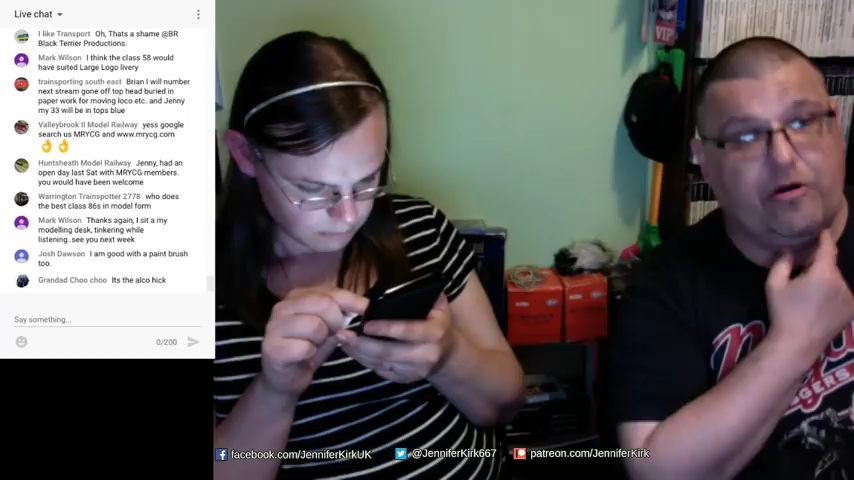 Live chat
I like Transport Oh, Thats a shame @BR
Black Terrier Productions.
Mark Wilson I think the class 58 would
have suited Large Logo livery
trainsporting south east Brian I will number
next stream gone off top head buried in
paper work for moving loco etc. and Jenny
my 33 will be in tops blue
Valleybrook II Model Railway yess google
search us MRYCG and www.mrycg.com
Huntsheath Model Railway Jenny, had an
open day last Sat with MRYCG members.
you would have been welcome
Warrington Trainspotter 2778 who does
the best class 86s in model form
Mark Wilson Thanks again, I sit a my
modelling desk, tinkering while
listening..see you next week
Josh Dawson I am good with a paint brush
too.
Grandad Choo choo Its the alco hick
Say something...
0/200
VIP
facebook.com/JenniferKirkUK
@JenniferKirk667
patreon.com/JenniferKirk